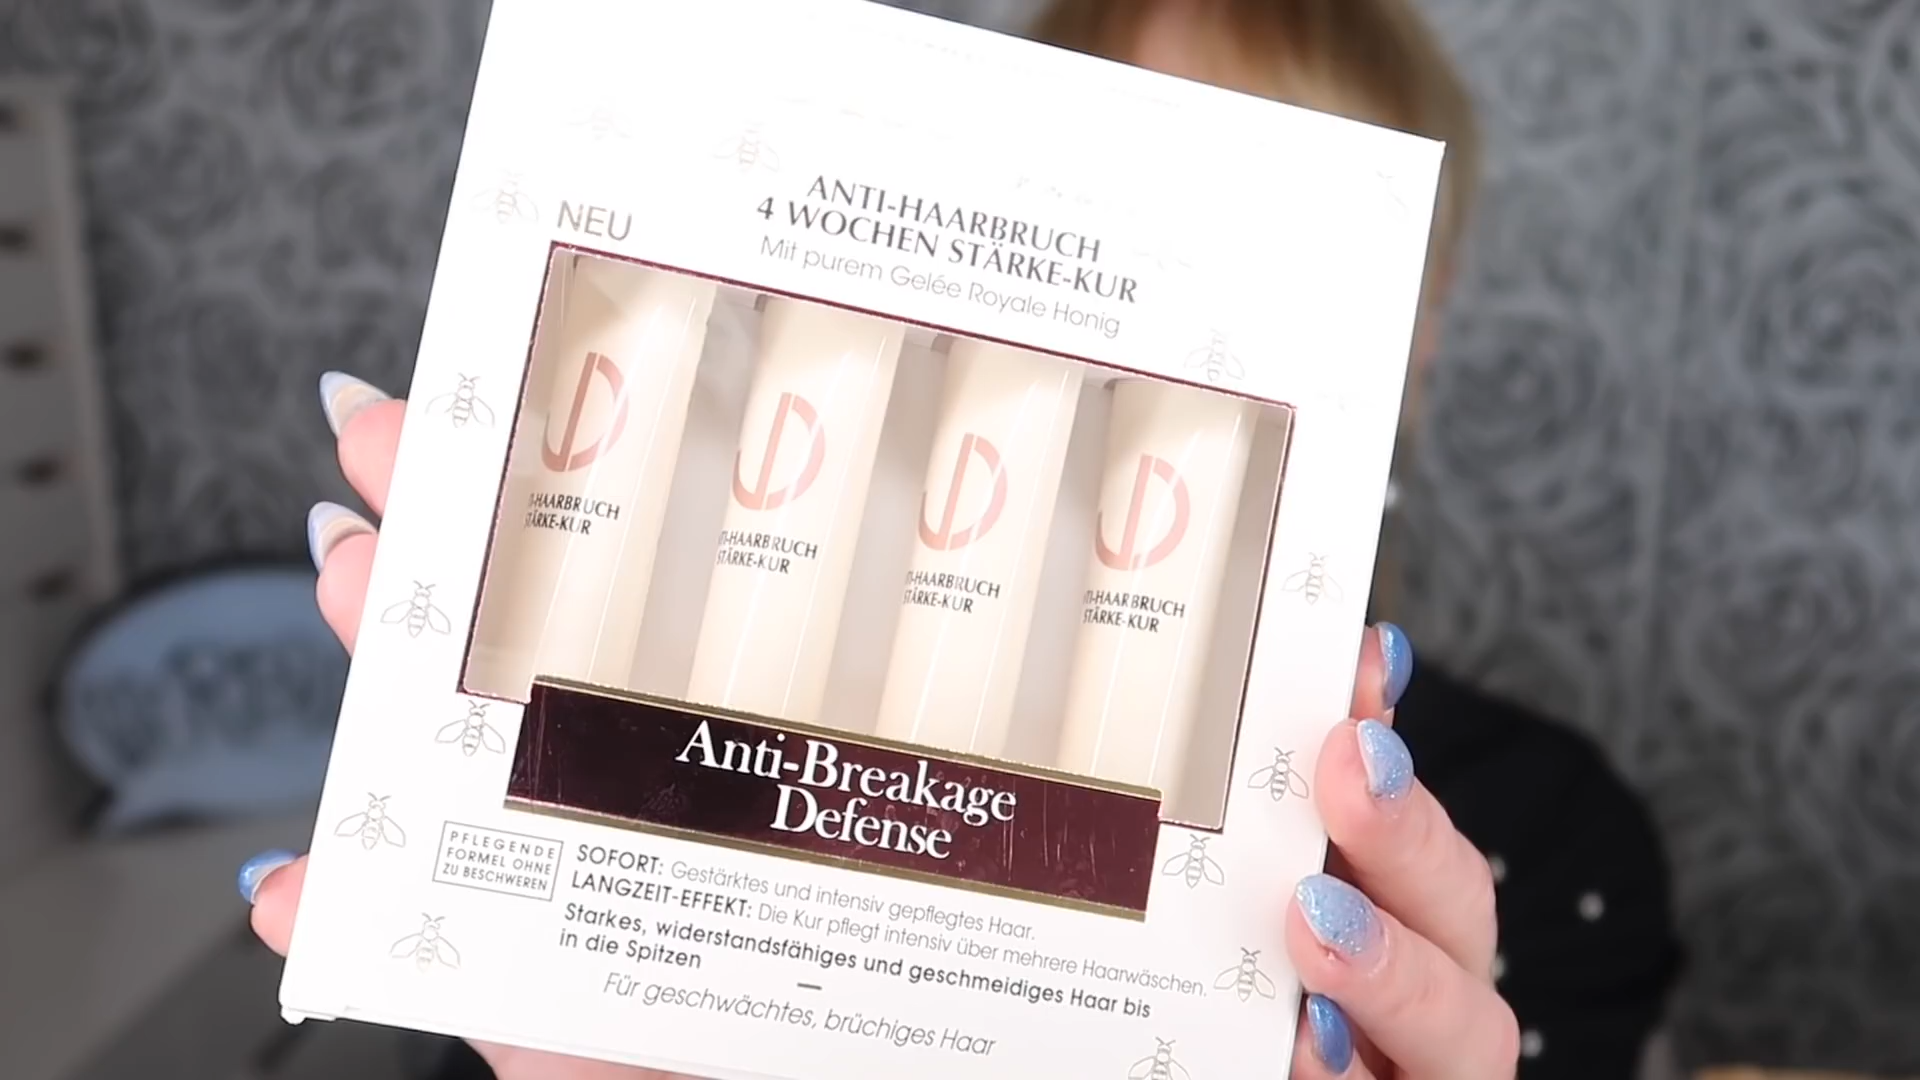 ANTI-HAARBRUCH
4 WOCHEN STÄRKE-KUR
Mit purem Gelée Royale Honig
NEU
HAARBRUCH
STÄRKE-KUR
HAARBRUCH
STÄRKE-KUR
HAARBRUCH
STÄRKE-KUR
HAARBRUCH
STÄRKE-KUR
Anti-Breakage
Defense
PFLEGENDE
FORMEL OHNE
ZU BESCHWEREN
SOFORT: Gestärktes und intensiv gepflegtes Haar.
LANGZEIT-EFFEKT: Die Kur pflegt intensiv über mehrere Haarwäschen.
Starkes, widerstandsfähiges und geschmeidiges Haar bis
in die Spitzen
Für geschwächtes, brüchiges Haar